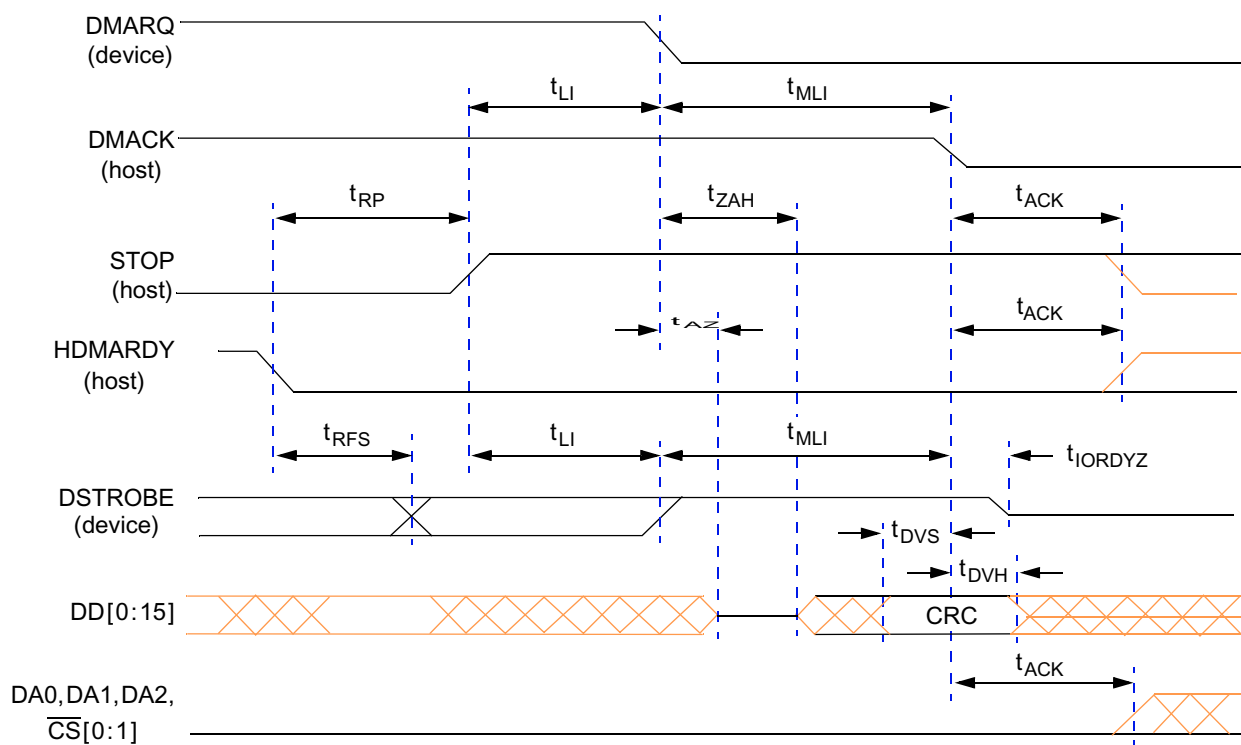 DMARQ
(device)
tLI
tMLI
DMACK
(host)
tRP
tZAH
tACK
STOP
(host)
tAZ
tACK
HDMARDY
(host)
tRFS
tLI
tMLI
tIORDYZ
DSTROBE
(device)
tDVS
tDVH
DD[0:15]
CRC
tACK
DA0,DA1,DA2,
C̅S̅[0:1]